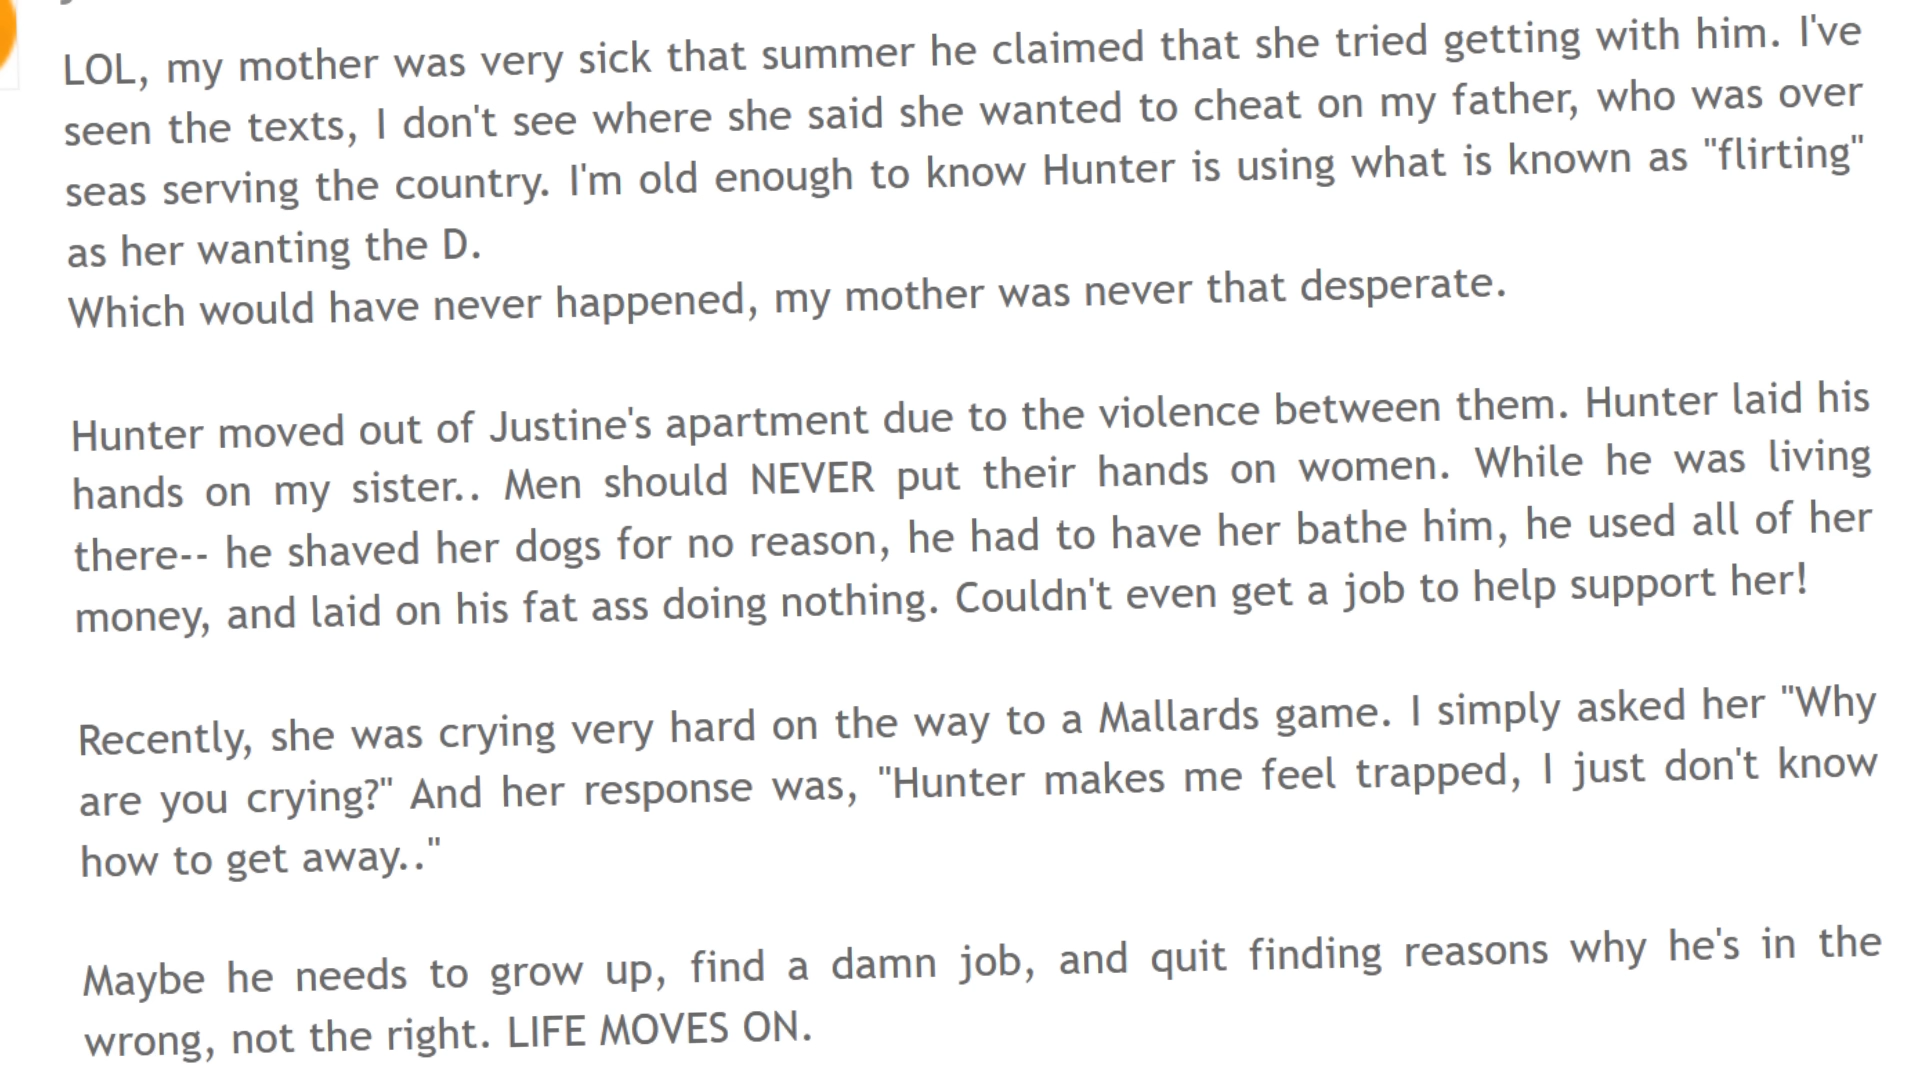 LOL, my mother was very sick that summer he claimed that she tried getting with him. I've
seen the texts, I don't see where she said she wanted to cheat on my father, who was over
seas serving the country. I'm old enough to know Hunter is using what is known as "flirting"
as her wanting the D.
Which would have never happened, my mother was never that desperate.
Hunter moved out of Justine's apartment due to the violence between them. Hunter laid his
hands on my sister.. Men should NEVER put their hands on women. While he was living
there-- he shaved her dogs for no reason, he had to have her bathe him, he used all of her
money, and laid on his fat ass doing nothing. Couldn't even get a job to help support her!
Recently, she was crying very hard on the way to a Mallards game. I simply asked her "Why
are you crying?" And her response was, "Hunter makes me feel trapped, I just don't know
how to get away.."
Maybe he needs to grow up, find a damn job, and quit finding reasons why he's in the
wrong, not the right. LIFE MOVES ON.